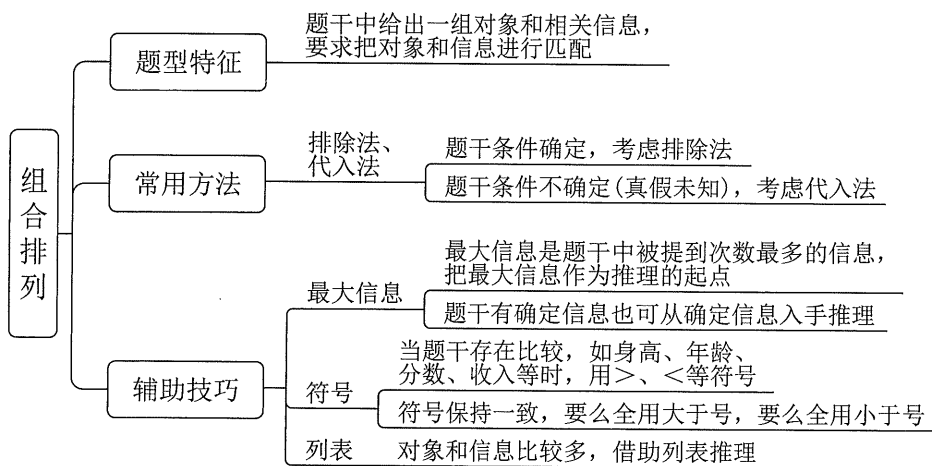 组合排列
题型特征
题干中给出一组对象和相关信息，
要求把对象和信息进行匹配
常用方法
排除法、
代入法
题干条件确定，考虑排除法
题干条件不确定(真假未知)，考虑代入法
辅助技巧
最大信息
最大信息是题干中被提到次数最多的信息，
把最大信息作为推理的起点
题干有确定信息也可从确定信息入手推理
符号
当题干存在比较，如身高、年龄、
分数、收入等时，用＞、＜等符号
符号保持一致，要么全用大于号，要么全用小于号
列表
对象和信息比较多，借助列表推理